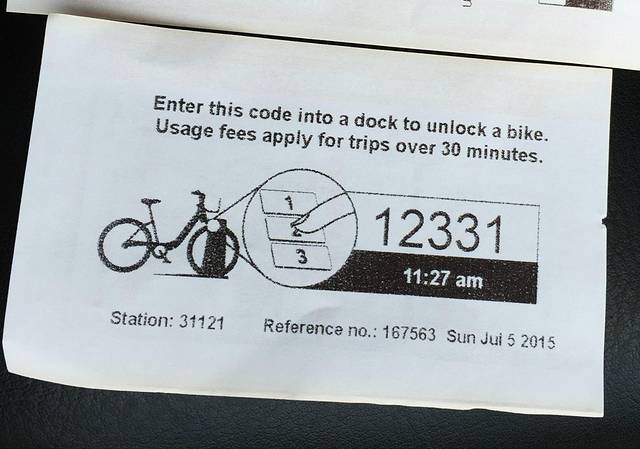 Enter this code into a dock to unlock a bike.
Usage fees apply for trips over 30 minutes.
1
2
3
12331
11:27 am
Station: 31121 Reference no.: 167563 Sun Jul 5 2015